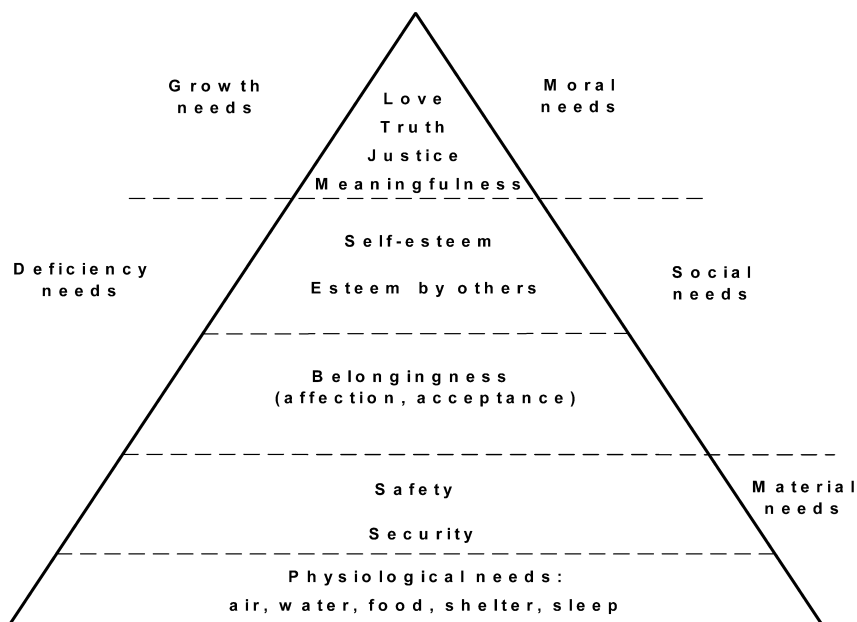 Growth
needs
Moral
needs
Love
Truth
Justice
Meaningfulness
Deficiency
needs
Self-esteem
Esteem by others
Social
needs
Belongingness
(affection, acceptance)
Safety
Security
Material
needs
Physiological needs:
air, water, food, shelter, sleep